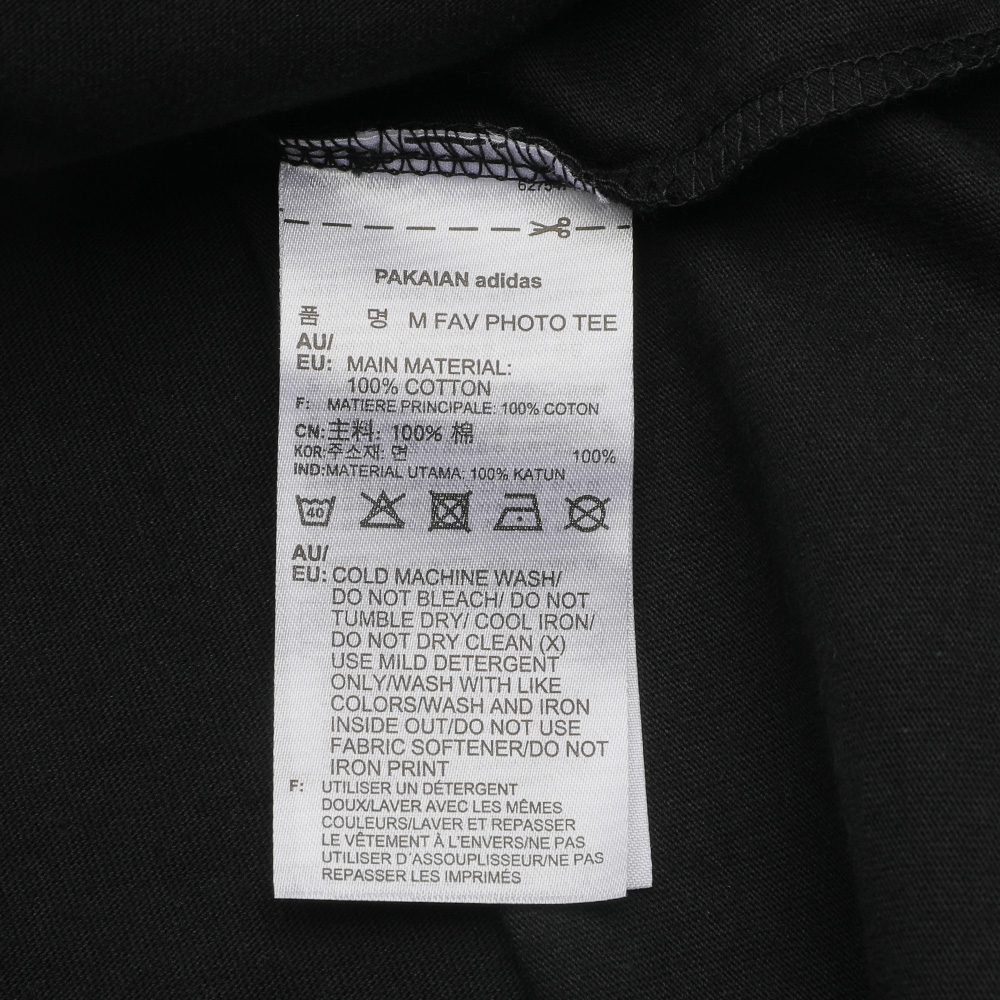 PAKAIAN adidas
품 명 M FAV PHOTO TEE
AU/
EU: MAIN MATERIAL:
100% COTTON
F: MATIERE PRINCIPALE: 100% COTON
CN:主料: 100% 棉
KOR:주소재: 면 100%
IND:MATERIAL UTAMA: 100% KATUN
40
AU/
EU: COLD MACHINE WASH/
DO NOT BLEACH/ DO NOT
TUMBLE DRY/ COOL IRON/
DO NOT DRY CLEAN (X)
USE MILD DETERGENT
ONLY/WASH WITH LIKE
COLORS/WASH AND IRON
INSIDE OUT/DO NOT USE
FABRIC SOFTENER/DO NOT
IRON PRINT
F: UTILISER UN DÉTERGENT
DOUX/LAVER AVEC LES MÊMES
COULEURS/LAVER ET REPASSER
LE VÊTEMENT À L'ENVERS/NE PAS
UTILISER D´ASSOUPLISSEUR/NE PAS
REPASSER LES IMPRIMÉS